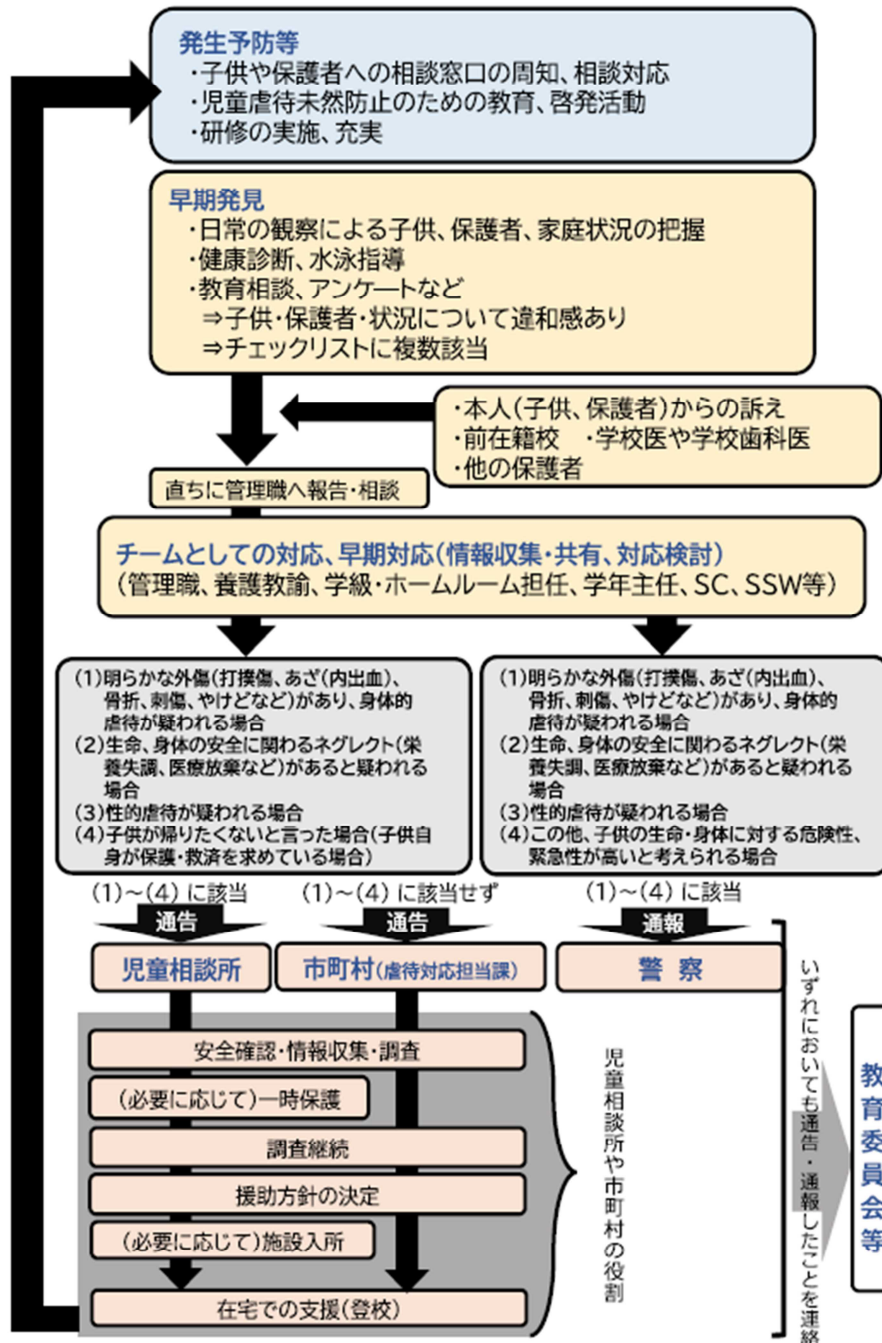 発生予防等
・子供や保護者への相談窓口の周知、相談対応
・児童虐待未然防止のための教育、啓発活動
・研修の実施、充実
早期発見
・日常の観察による子供、保護者、家庭状況の把握
・健康診断、水泳指導
・教育相談、アンケートなど
⇒子供・保護者・状況について違和感あり
⇒チェックリストに複数該当
・本人(子供、保護者)からの訴え
・前在籍校　・学校医や学校歯科医
・他の保護者
直ちに管理職へ報告・相談
チームとしての対応、早期対応(情報収集・共有、対応検討)
(管理職、養護教諭、学級・ホームルーム担任、学年主任、SC、SSW等)
(1)明らかな外傷(打撲傷、あざ(内出血)、
骨折、刺傷、やけどなど)があり、身体的
虐待が疑われる場合
(2)生命、身体の安全に関わるネグレクト(栄
養失調、医療放棄など)があると疑われる
場合
(3)性的虐待が疑われる場合
(4)子供が帰りたくないと言った場合(子供自
身が保護・救済を求めている場合)
(1)明らかな外傷(打撲傷、あざ(内出血)、
骨折、刺傷、やけどなど)があり、身体的
虐待が疑われる場合
(2)生命、身体の安全に関わるネグレクト(栄
養失調、医療放棄など)があると疑われる
場合
(3)性的虐待が疑われる場合
(4)この他、子供の生命・身体に対する危険性、
緊急性が高いと考えられる場合
(1)～(4) に該当
(1)～(4) に該当せず
(1)～(4) に該当
通告
通告
通報
児童相談所
市町村(虐待対応担当課)
警 察
安全確認・情報収集・調査
(必要に応じて)一時保護
調査継続
援助方針の決定
(必要に応じて)施設入所
在宅での支援(登校)
児童相談所や市町村の役割
いずれにおいても通告・通報したことを連絡
教育委員会等